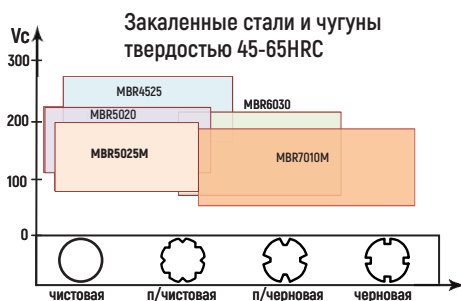 Закаленные стали и чугуны
твердостью 45-65HRC
Vc
300
200
100
0
MBR4525
MBR5020
MBR6030
MBR5025M
MBR7010M
чистовая
п/чистовая
п/черновая
черновая